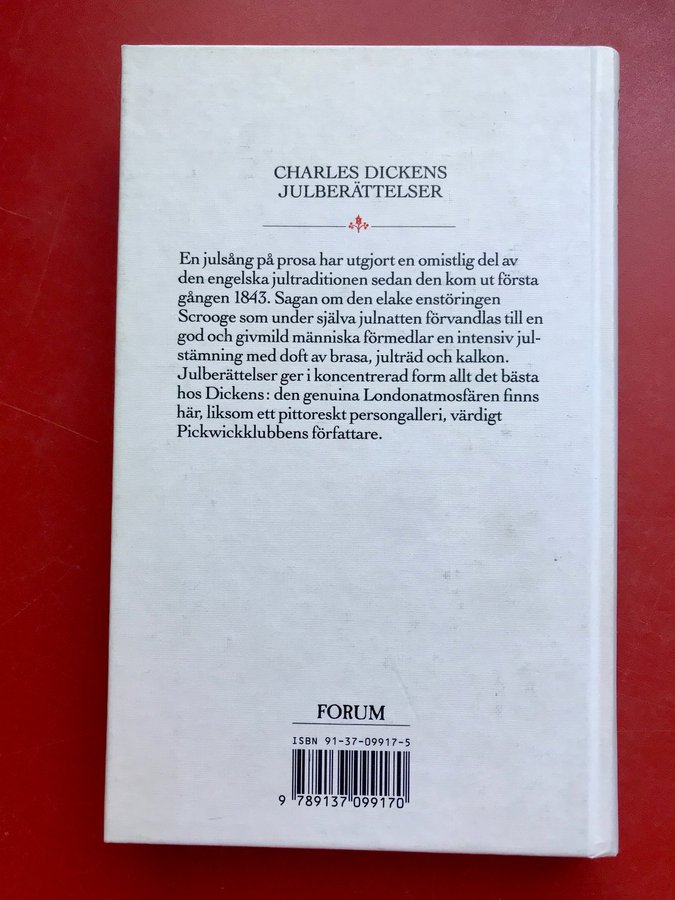 CHARLES DICKENS
JULBERÄTTELSER
En julsång på prosa har utgjort en omistlig del av
den engelska jultraditionen sedan den kom ut första
gången 1843. Sagan om den elake enstöringen
Scrooge som under själva julnatten förvandlas till en
god och givmild människa förmedlar en intensiv jul-
stämning med doft av brasa, julträd och kalkon.
Julberättelser ger i koncentrerad form allt det bästa
hos Dickens: den genuina Londonatmosfären finns
här, liksom ett pittoreskt persongalleri, värdigt
Pickwickklubbens författare.
FORUM
ISBN 91-37-09917-5
9 789137 099170